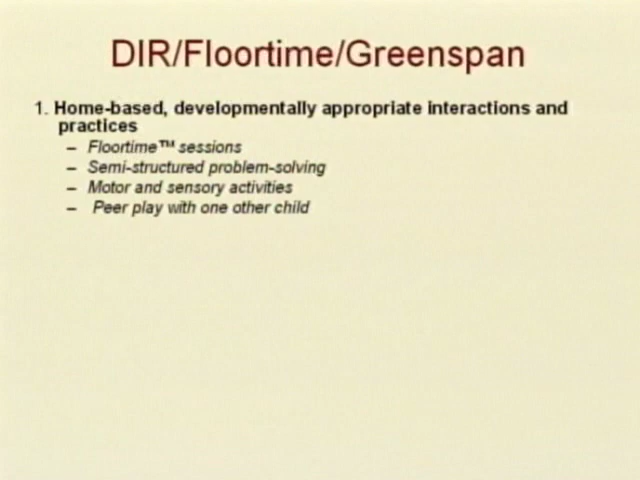 DIR/Floortime/Greenspan
1. Home-based, developmentally appropriate interactions and
practices
– Floortime™ sessions
– Semi-structured problem-solving
– Motor and sensory activities
– Peer play with one other child